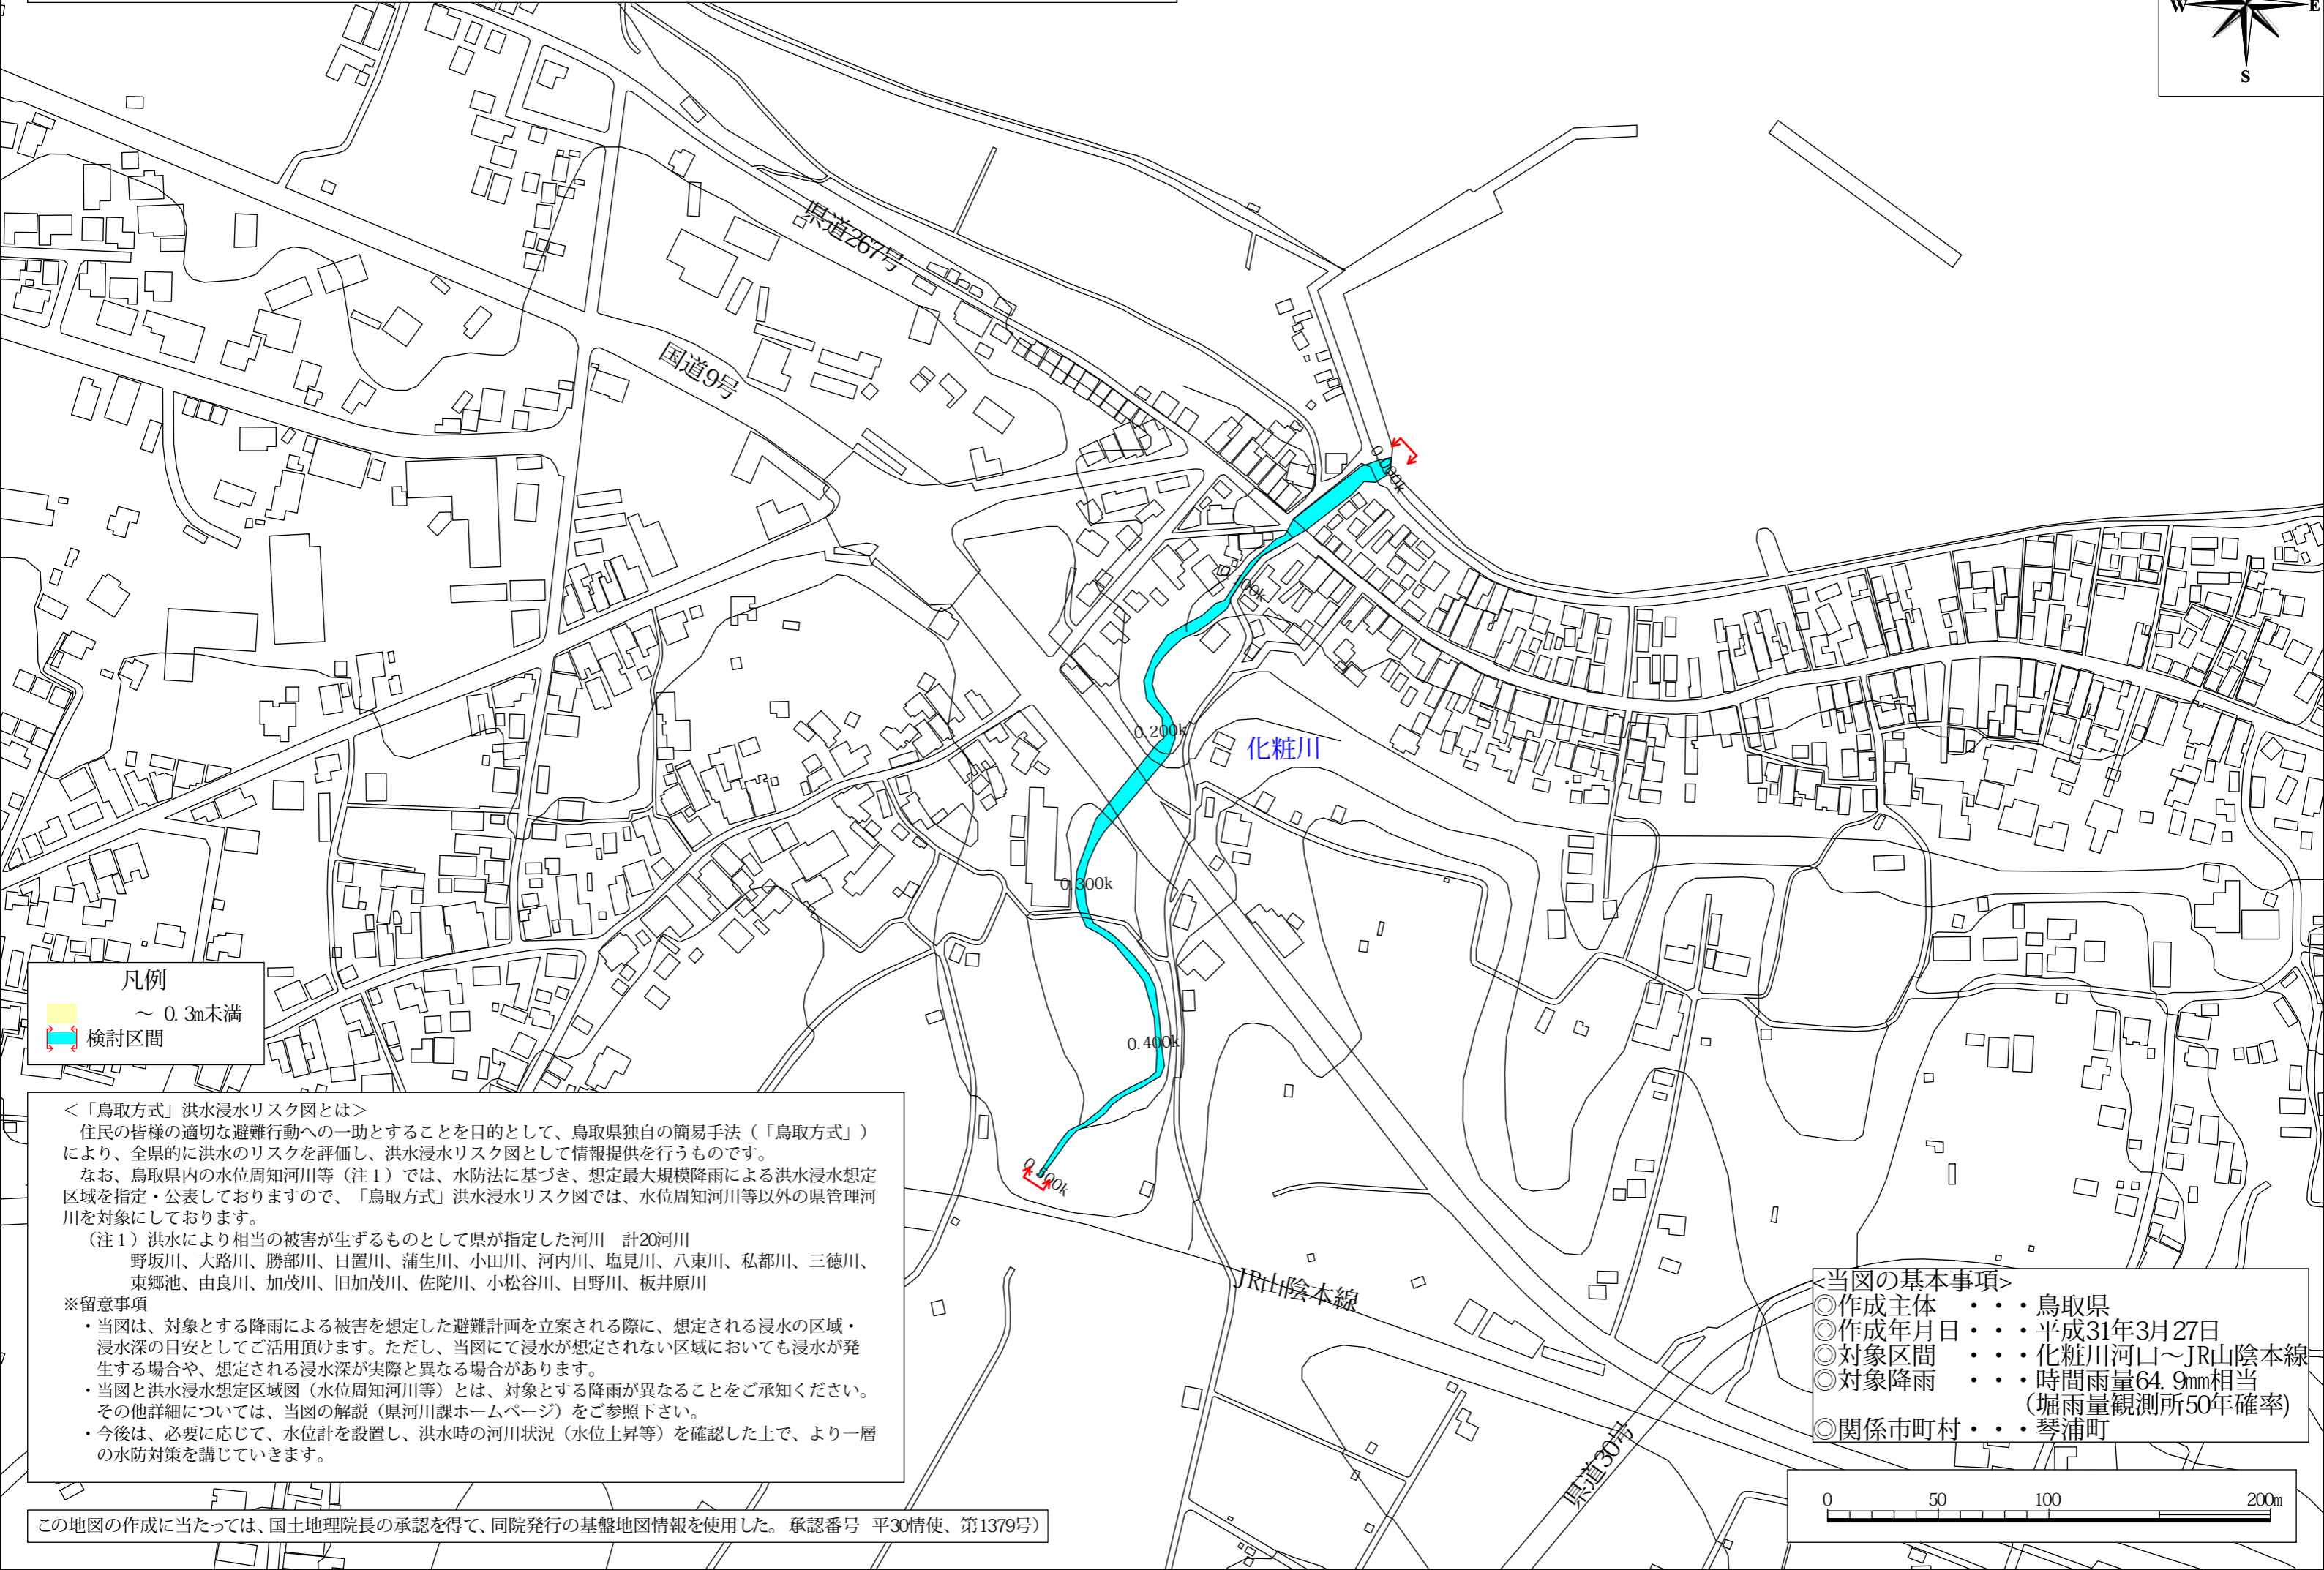 W
E
S
県道267号
国道9号
0.000k
0.200k
化粧川
0.300k
0.400k
0.500k
凡例
～ 0.3m未満
検討区間
＜「鳥取方式」洪水浸水リスク図とは＞
住民の皆様の適切な避難行動への一助とすることを目的として、鳥取県独自の簡易手法（「鳥取方式」）
により、全県的に洪水のリスクを評価し、洪水浸水リスク図として情報提供を行うものです。
なお、鳥取県内の水位周知河川等（注１）では、水防法に基づき、想定最大規模降雨による洪水浸水想定
区域を指定・公表しておりますので、「鳥取方式」洪水浸水リスク図では、水位周知河川等以外の県管理河
川を対象にしております。
（注１）洪水により相当の被害が生ずるものとして県が指定した河川　計20河川
野坂川、大路川、勝部川、日置川、蒲生川、小田川、河内川、塩見川、八東川、私都川、三徳川、
東郷池、由良川、加茂川、旧加茂川、佐陀川、小松谷川、日野川、板井原川
※留意事項
・当図は、対象とする降雨による被害を想定した避難計画を立案される際に、想定される浸水の区域・
浸水深の目安としてご活用頂けます。ただし、当図にて浸水が想定されない区域においても浸水が発
生する場合や、想定される浸水深が実際と異なる場合があります。
・当図と洪水浸水想定区域図（水位周知河川等）とは、対象とする降雨が異なることをご承知ください。
その他詳細については、当図の解説（県河川課ホームページ）をご参照下さい。
・今後は、必要に応じて、水位計を設置し、洪水時の河川状況（水位上昇等）を確認した上で、より一層
の水防対策を講じていきます。
JR山陰本線
県道30号
<当図の基本事項>
◎作成主体　・・・鳥取県
◎作成年月日・・・平成31年3月27日
◎対象区間　・・・化粧川河口～JR山陰本線
◎対象降雨　・・・時間雨量64.9mm相当
(堀雨量観測所50年確率)
◎関係市町村・・・琴浦町
0 50 100 200m
この地図の作成に当たっては、国土地理院長の承認を得て、同院発行の基盤地図情報を使用した。承認番号　平30情使、第1379号）